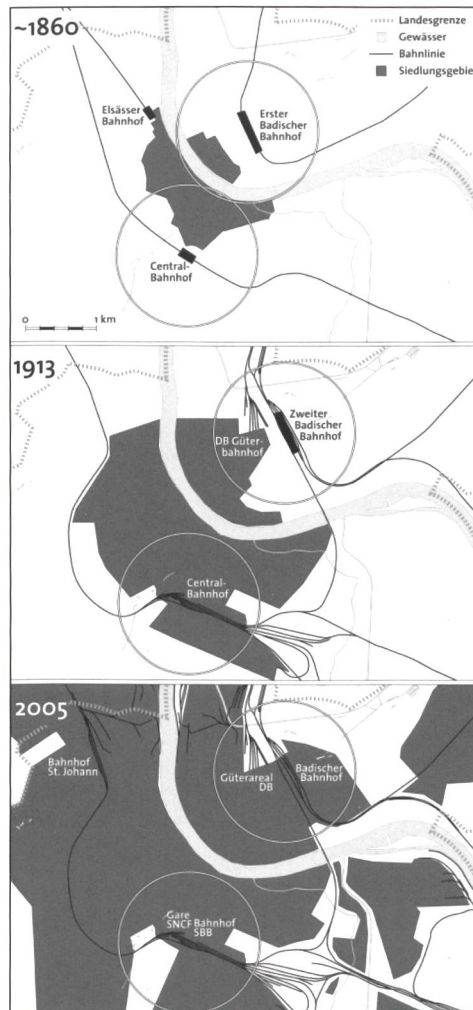 ~1860
Landesgrenze
Gewässer
Bahnlinie
Siedlungsgebie
Elsässer
Bahnhof
Erster
Badischer
Bahnhof
Central-
Bahnhof
0 1 km
1913
Zweiter
Badischer
Bahnhof
DB Güter-
bahnhof
Central-
Bahnhof
2005
Bahnhof
St. Johann
Güterareal
DB
Badischer
Bahnhof
Gare
SNCF
Bahnhof
SBB